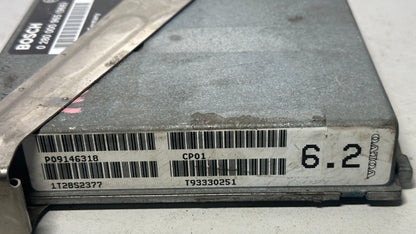 BOSCH
P09146318
CP01
1T28S2377
T93330251
6.2
VOLVO